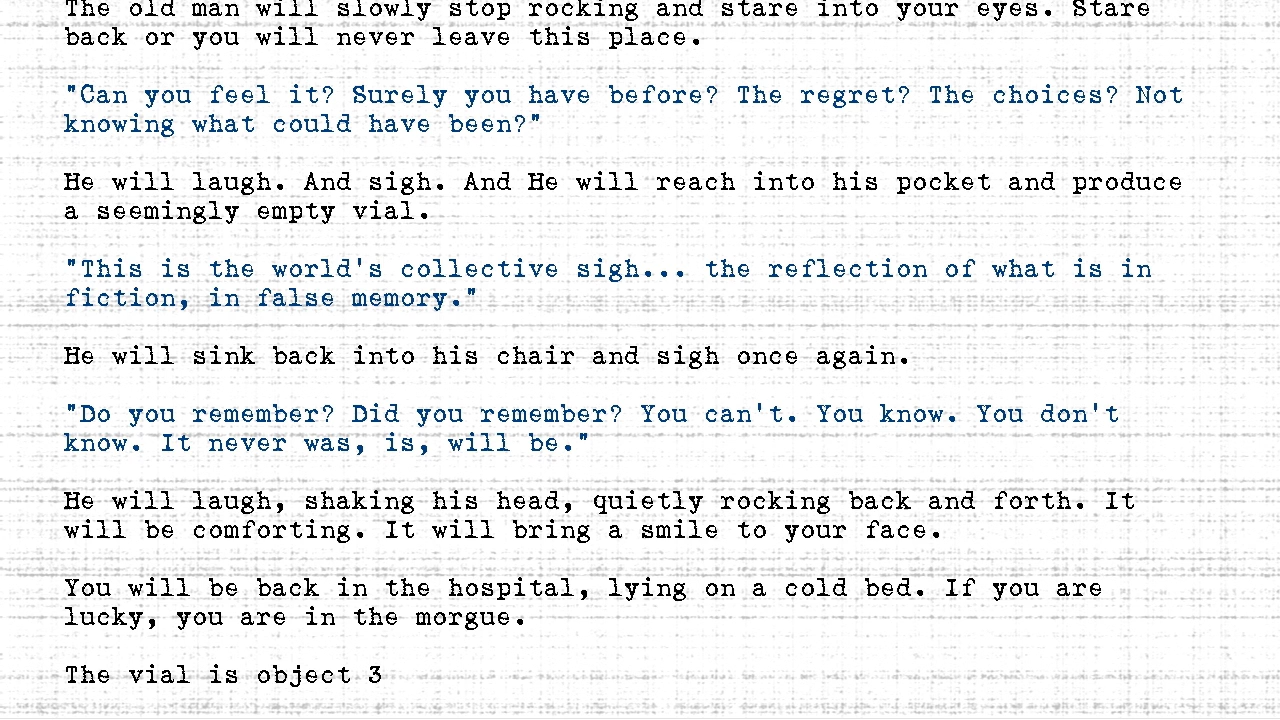 The old man will slowly stop rocking and stare into your eyes. Stare
back or you will never leave this place.
"Can you feel it? Surely you have before? The regret? The choices? Not
knowing what could have been?"
He will laugh. And sigh. And He will reach into his pocket and produce
a seemingly empty vial.
"This is the world's collective sigh... the reflection of what is in
fiction, in false memory."
He will sink back into his chair and sigh once again.
"Do you remember? Did you remember? You can't. You know. You don't
know. It never was, is, will be."
He will laugh, shaking his head, quietly rocking back and forth. It
will be comforting. It will bring a smile to your face.
You will be back in the hospital, lying on a cold bed. If you are
lucky, you are in the morgue.
The vial is object 3